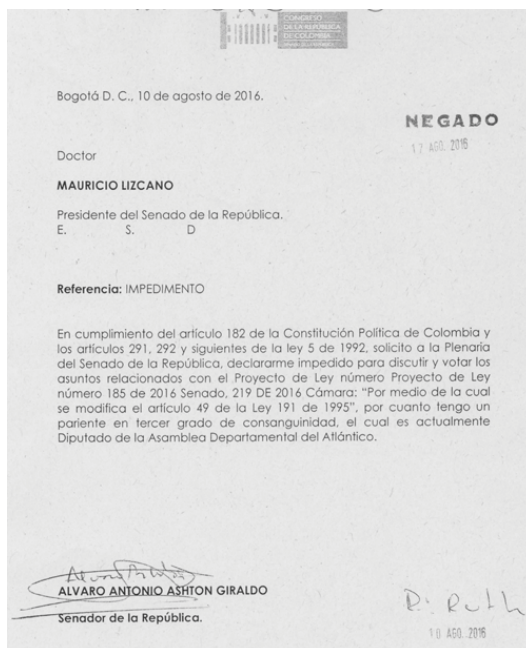 CONGRESO
DE LA REPÚBLICA
DE COLOMBIA
Bogotá D. C., 10 de agosto de 2016.
NEGADO
17 AGO. 2016
Doctor
MAURICIO LIZCANO
Presidente del Senado de la República.
E. S. D
Referencia: IMPEDIMENTO
En cumplimiento del artículo 182 de la Constitución Política de Colombia y
los artículos 291, 292 y siguientes de la ley 5 de 1992, solicito a la Plenaria
del Senado de la República, declararme impedido para discutir y votar los
asuntos relacionados con el Proyecto de Ley número Proyecto de Ley
número 185 de 2016 Senado, 219 DE 2016 Cámara: “Por medio de la cual
se modifica el artículo 49 de la Ley 191 de 1995”, por cuanto tengo un
pariente en tercer grado de consanguinidad, el cual es actualmente
Diputado de la Asamblea Departamental del Atlántico.
ALVARO ANTONIO ASHTON GIRALDO
Senador de la República.
R: Ruth
10 AGO. 2016